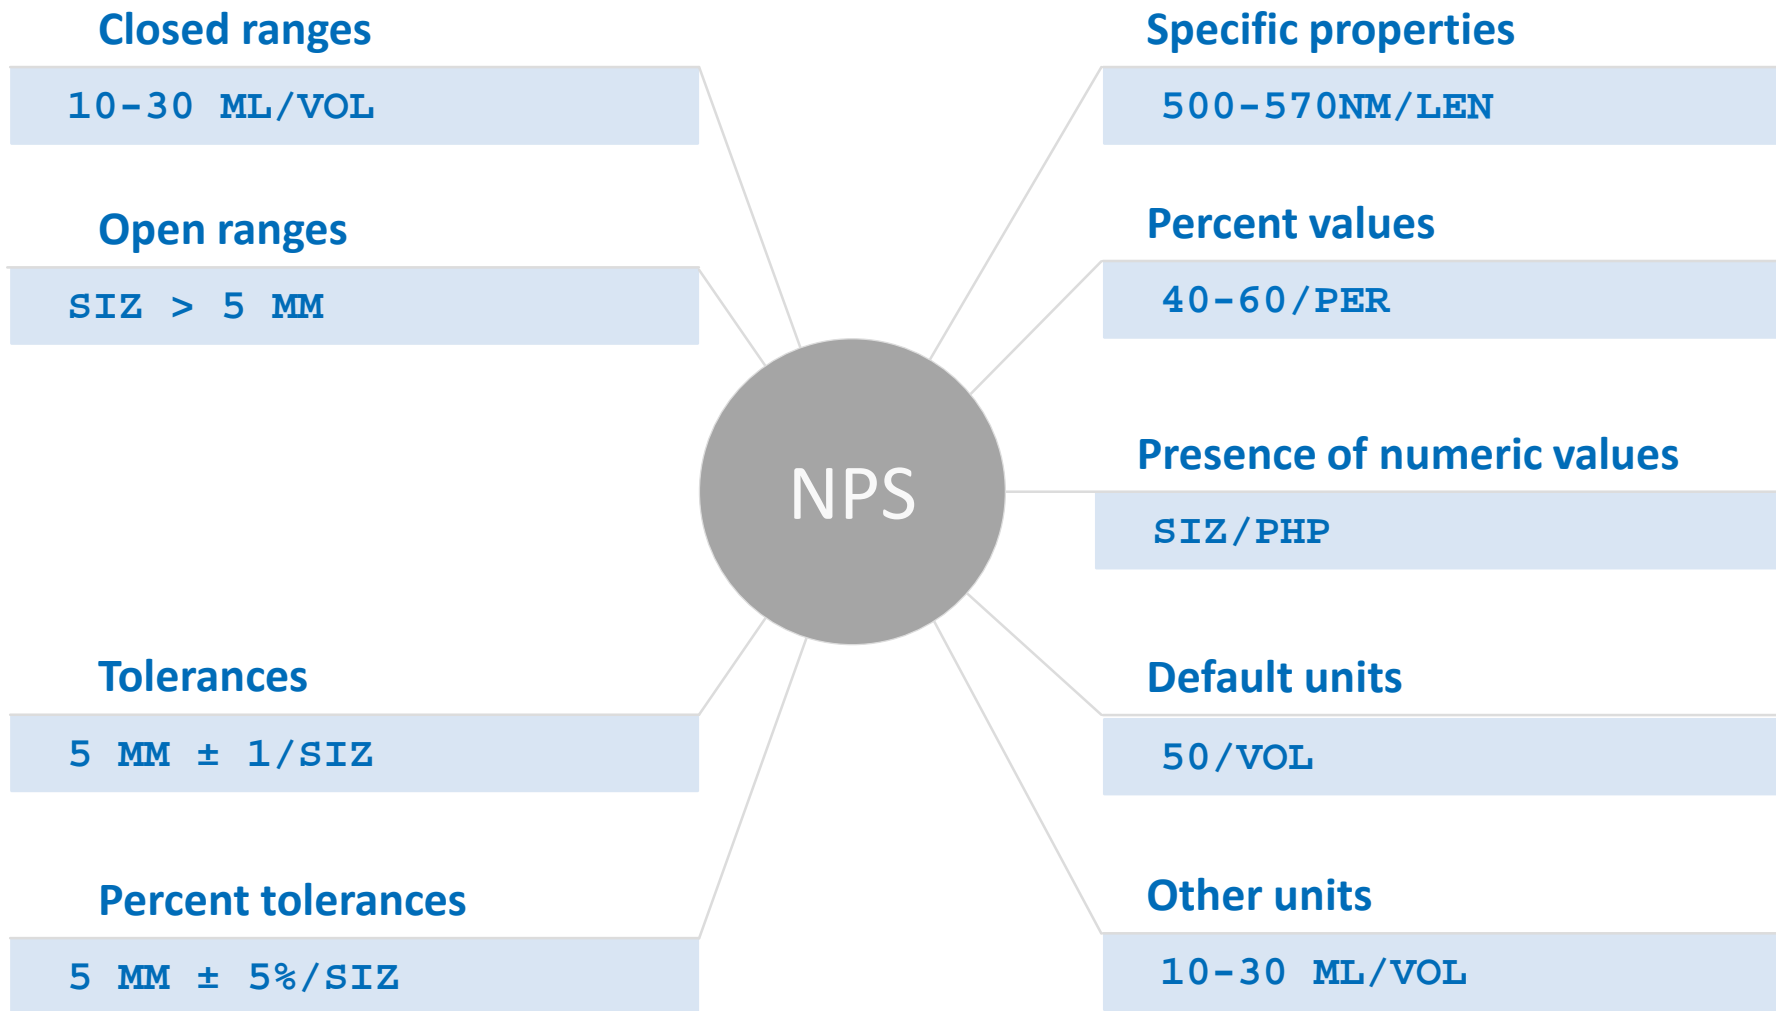 Closed ranges
10-30 ML/VOL
Open ranges
SIZ > 5 MM
Tolerances
5 MM ± 1/SIZ
Percent tolerances
5 MM ± 5%/SIZ
NPS
Specific properties
500-570NM/LEN
Percent values
40-60/PER
Presence of numeric values
SIZ/PHP
Default units
50/VOL
Other units
10-30 ML/VOL